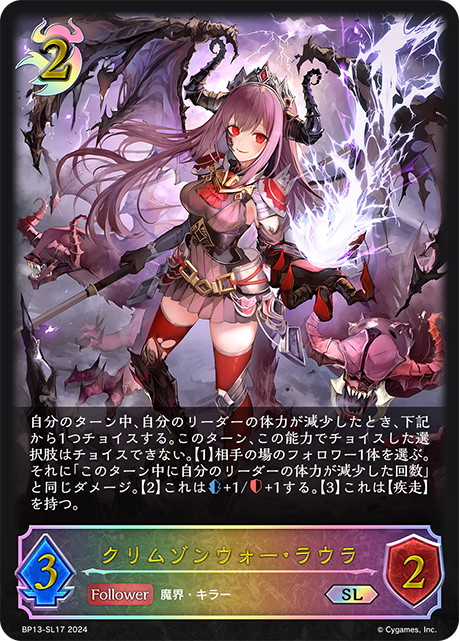 2
自分のターン中、自分のリーダーの体力が減少したとき、下記
から1つチョイスする。このターン、この能力でチョイスした選
択肢はチョイスできない。【1】相手の場のフォロワー1体を選ぶ。
それに「このターン中に自分のリーダーの体力が減少した回数」
と同じダメージ。【2】これは+1/+1する。【3】これは【疾走】
を持つ。
クリムゾンウォー・ラウラ
3
Follower 魔界・キラー SL
2
BP13-SL17 2024 © Cygames, Inc.